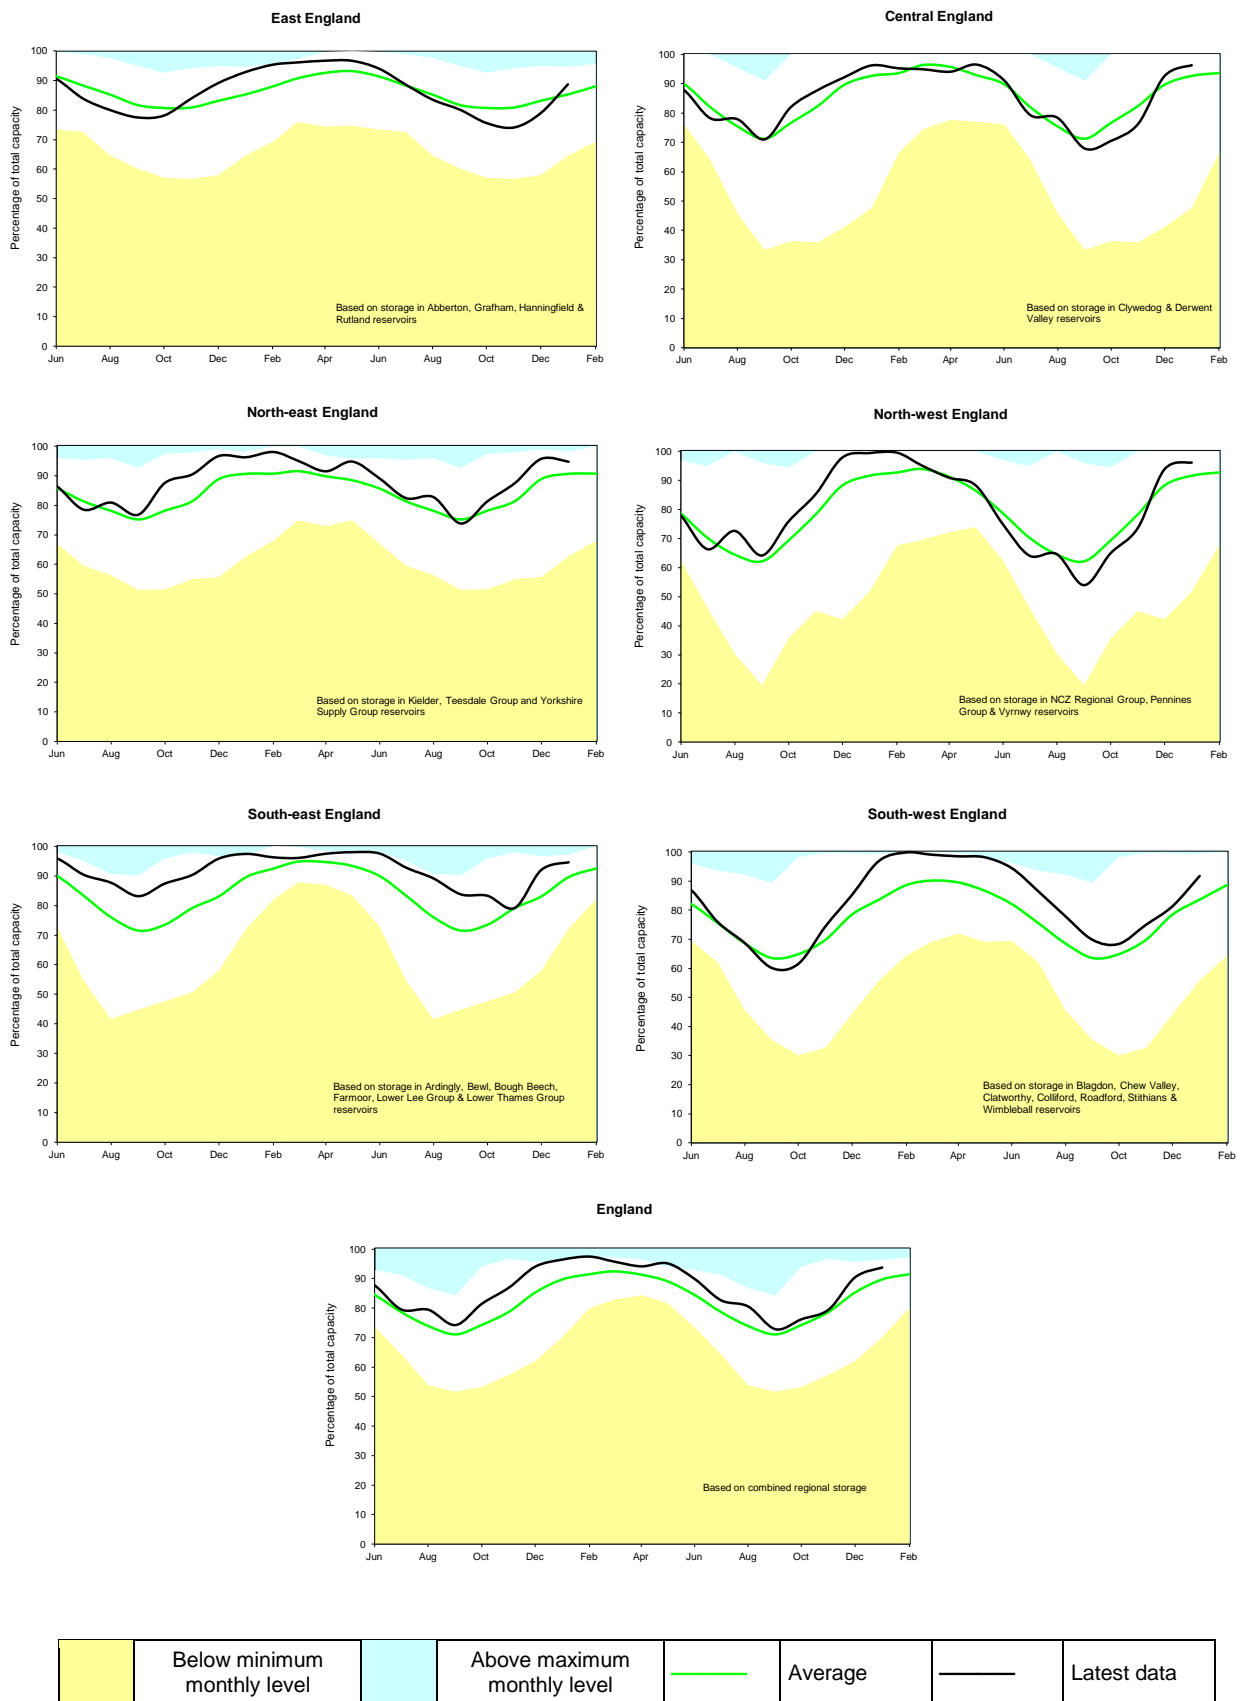 East England
Percentage of total capacity
100
90
80
70
60
50
40
30
20
10
0
Jun Aug Oct Dec Feb Apr Jun Aug Oct Dec Feb
Based on storage in Abberton, Grafham, Hanningfield &
Rutland reservoirs
Central England
Percentage of total capacity
100
90
80
70
60
50
40
30
20
10
0
Jun Aug Oct Dec Feb Apr Jun Aug Oct Dec Feb
Based on storage in Clywedog & Derwent
Valley reservoirs
North-east England
Percentage of total capacity
100
90
80
70
60
50
40
30
20
10
0
Jun Aug Oct Dec Feb Apr Jun Aug Oct Dec Feb
Based on storage in Kielder, Teesdale Group and Yorkshire
Supply Group reservoirs
North-west England
Percentage of total capacity
100
90
80
70
60
50
40
30
20
10
0
Jun Aug Oct Dec Feb Apr Jun Aug Oct Dec Feb
Based on storage in NCZ Regional Group, Pennines
Group & Vyrnwy reservoirs
South-east England
Percentage of total capacity
100
90
80
70
60
50
40
30
20
10
0
Jun Aug Oct Dec Feb Apr Jun Aug Oct Dec Feb
Based on storage in Ardingly, Bewl, Bough Beech,
Farmoor, Lower Lee Group & Lower Thames Group
reservoirs
South-west England
Percentage of total capacity
100
90
80
70
60
50
40
30
20
10
0
Jun Aug Oct Dec Feb Apr Jun Aug Oct Dec Feb
Based on storage in Blagdon, Chew Valley,
Clatworthy, Colliford, Roadford, Stithians &
Wimbleball reservoirs
England
Percentage of total capacity
100
90
80
70
60
50
40
30
20
10
0
Jun Aug Oct Dec Feb Apr Jun Aug Oct Dec Feb
Based on combined regional storage
Below minimum
monthly level
Above maximum
monthly level
Average
Latest data